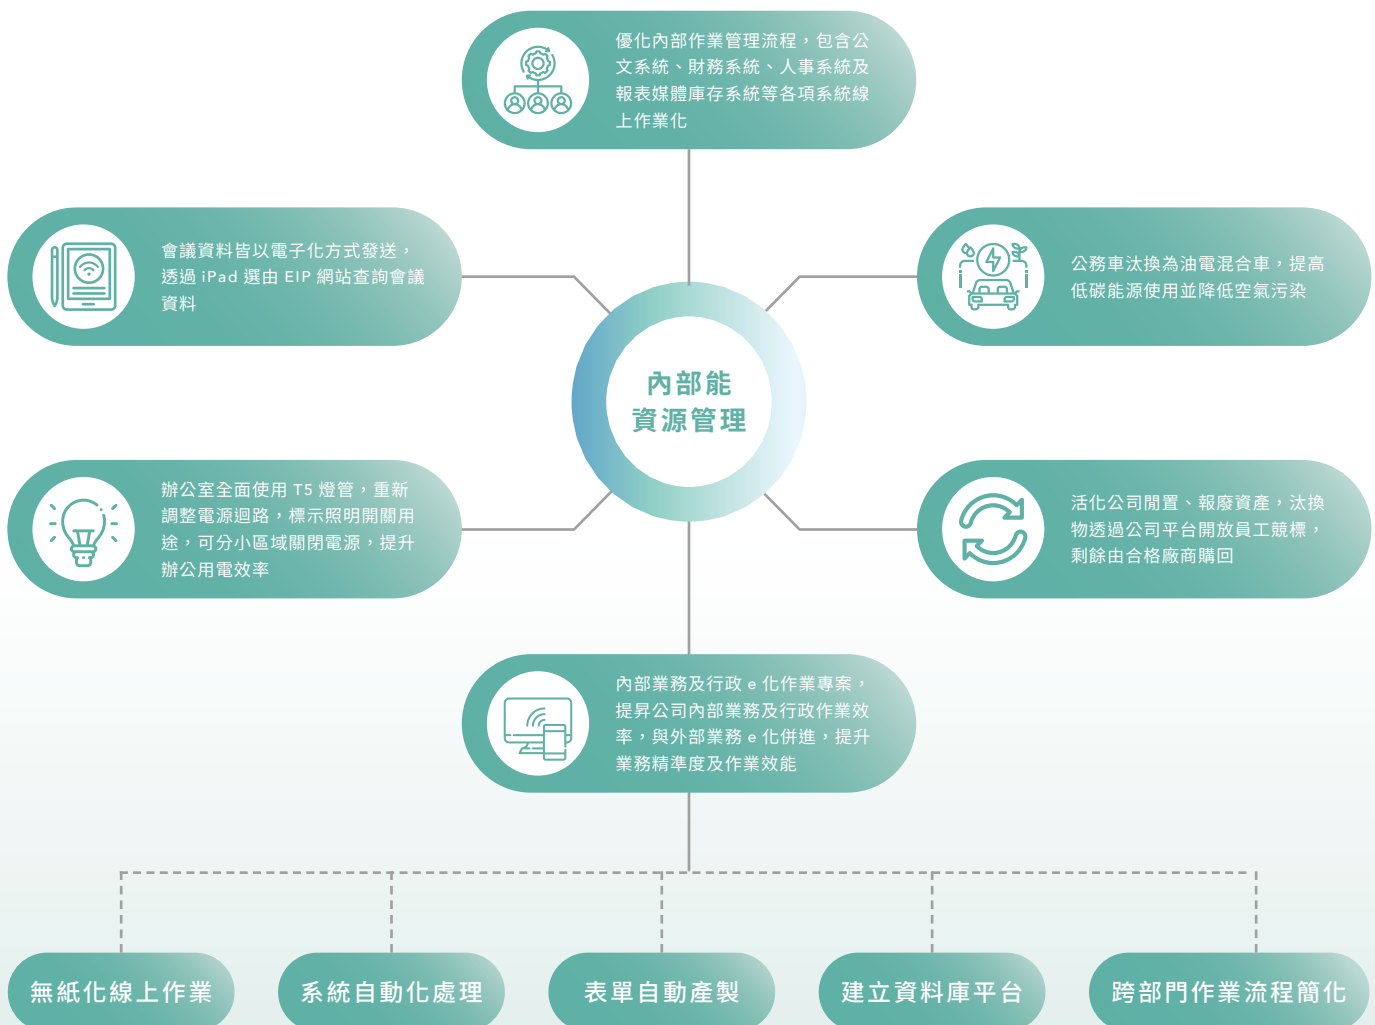 優化內部作業管理流程，包含公
文系統、財務系統、人事系統及
報表媒體庫存系統等各項系統線
上作業化
會議資料皆以電子化方式發送，
透過 iPad 選由 EIP 網站查詢會議
資料
公務車汰換為油電混合車，提高
低碳能源使用並降低空氣污染
內部能
資源管理
辦公室全面使用 T5 燈管，重新
調整電源迴路，標示照明開關用
途，可分小區域關閉電源，提升
辦公用電效率
活化公司閒置、報廢資產，汰換
物透過公司平台開放員工競標，
剩餘由合格廠商購回
內部業務及行政 e 化作業專案，
提昇公司內部業務及行政作業效
率，與外部業務 e 化併進，提升
業務精準度及作業效能
無紙化線上作業
系統自動化處理
表單自動產製
建立資料庫平台
跨部門作業流程簡化